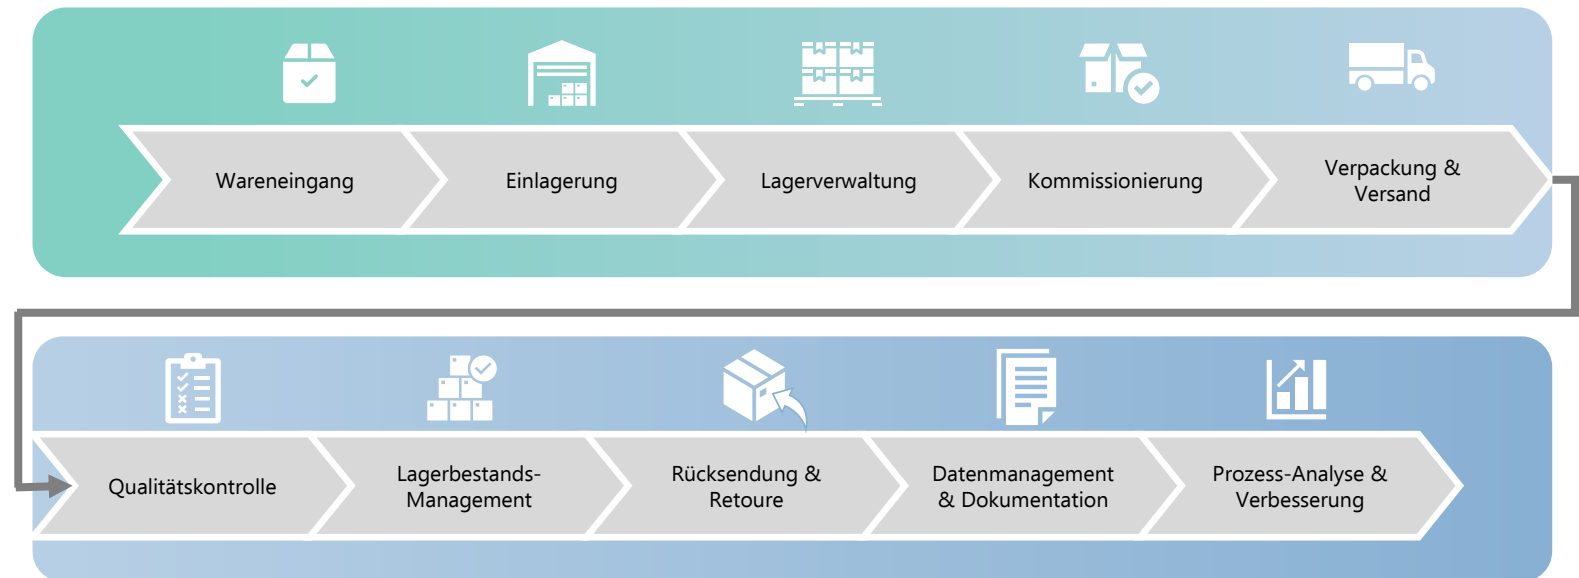 Wareneingang
Einlagerung
Lagerverwaltung
Kommissionierung
Verpackung &
Versand
Qualitätskontrolle
Lagerbestands-
Management
Rücksendung &
Retoure
Datenmanagement
& Dokumentation
Prozess-Analyse &
Verbesserung